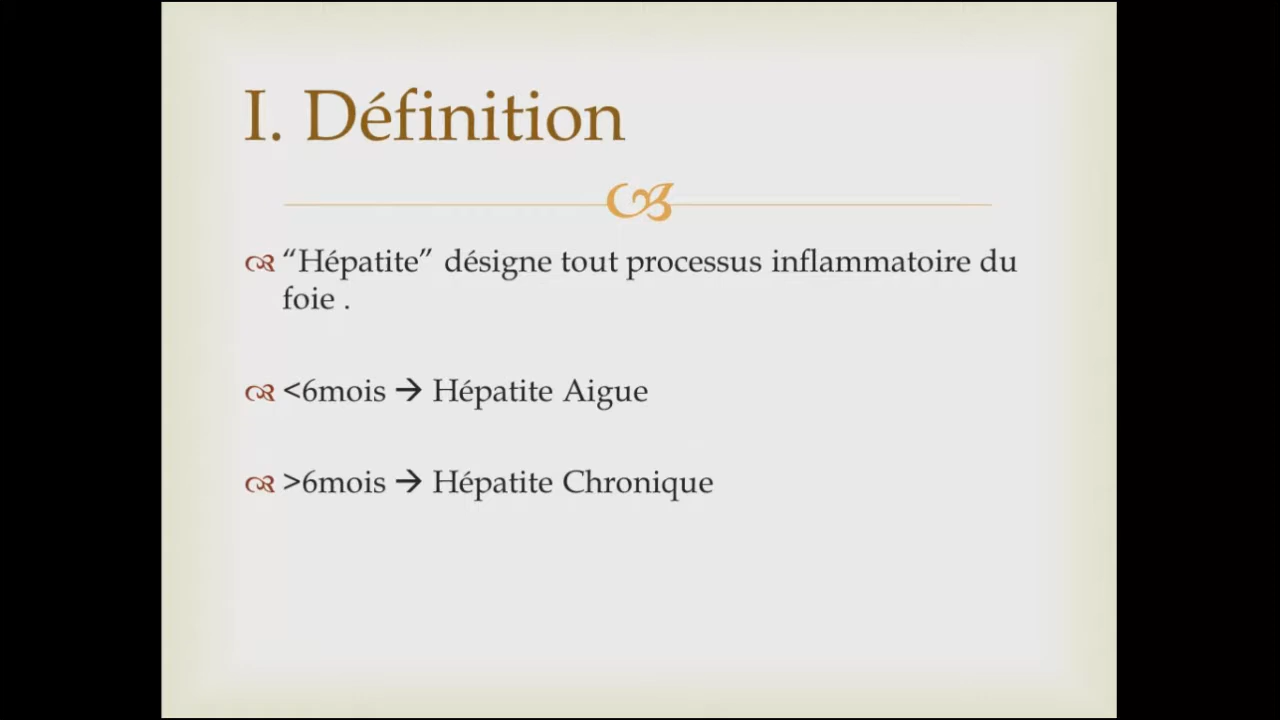 I. Définition
“Hépatite” désigne tout processus inflammatoire du
foie .
<6mois → Hépatite Aigue
>6mois → Hépatite Chronique